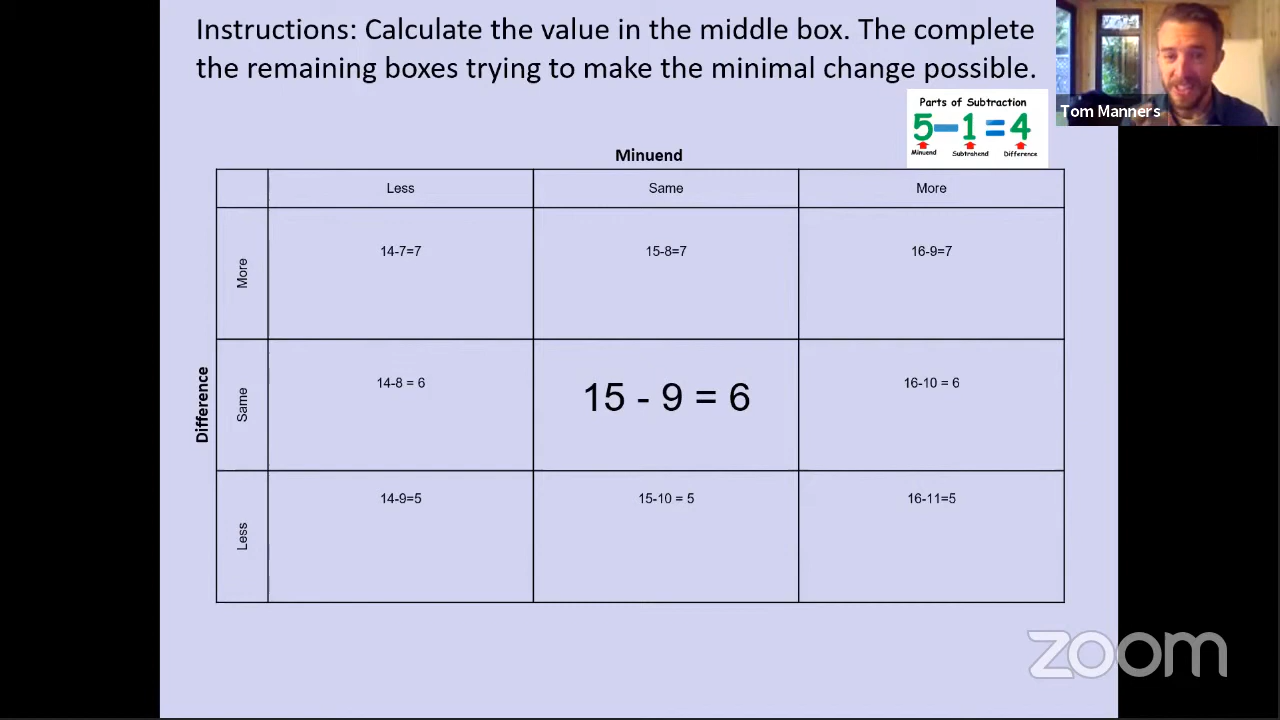 Instructions: Calculate the value in the middle box. The complete
the remaining boxes trying to make the minimal change possible.
Tom Manners
Parts of Subtraction
5-1=4
Minuend Subtrahend Difference
Minuend
Less Same More
More 14-7=7 15-8=7 16-9=7
Difference
Same 14-8 = 6 15 - 9 = 6 16-10 = 6
Less 14-9=5 15-10 = 5 16-11=5
zoom